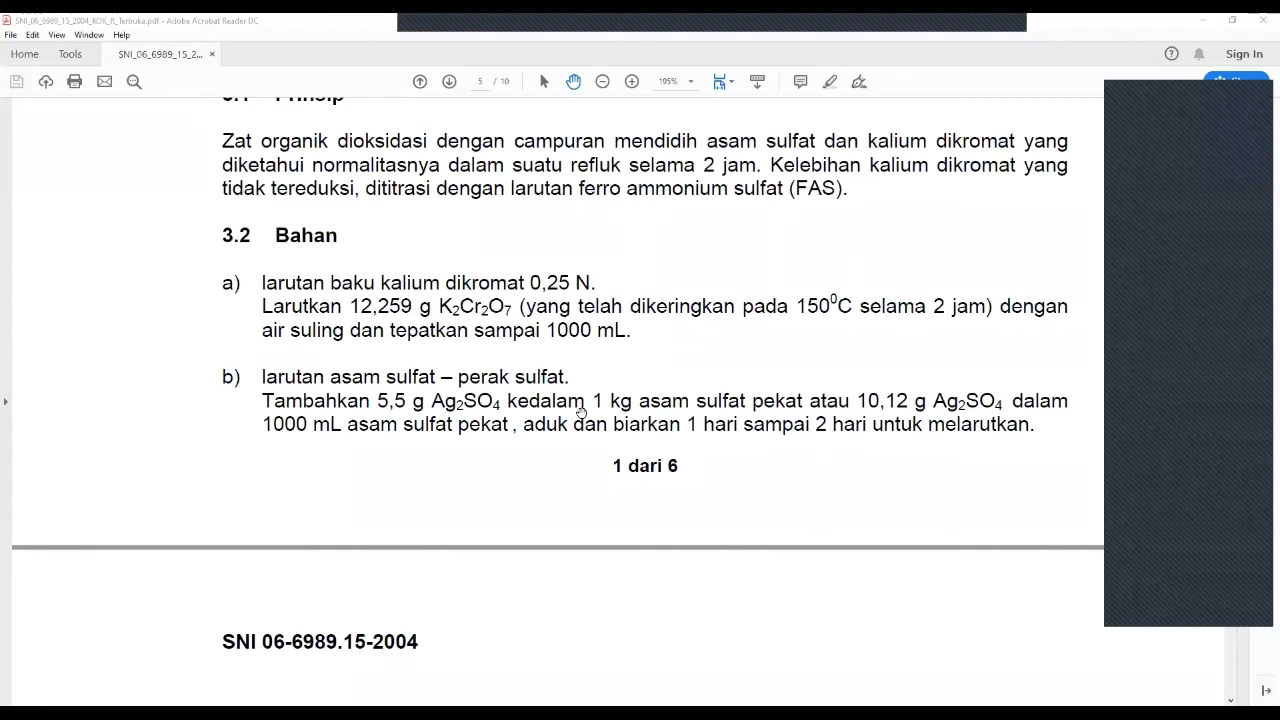 SNI_06_6989_15_2004_KOK_R_Terbuka.pdf - Adobe Acrobat Reader DC
File Edit View Window Help
Home Tools SNI_06_6989_15_2... × Sign In
5 / 10 195%
3.1 Prinsip
Zat organik dioksidasi dengan campuran mendidih asam sulfat dan kalium dikromat yang
diketahui normalitasnya dalam suatu refluk selama 2 jam. Kelebihan kalium dikromat yang
tidak tereduksi, dititrasi dengan larutan ferro ammonium sulfat (FAS).
3.2 Bahan
a) larutan baku kalium dikromat 0,25 N.
Larutkan 12,259 g K₂Cr₂O₇ (yang telah dikeringkan pada 150⁰C selama 2 jam) dengan
air suling dan tepatkan sampai 1000 mL.
b) larutan asam sulfat – perak sulfat.
Tambahkan 5,5 g Ag₂SO₄ kedalam 1 kg asam sulfat pekat atau 10,12 g Ag₂SO₄ dalam
1000 mL asam sulfat pekat , aduk dan biarkan 1 hari sampai 2 hari untuk melarutkan.
1 dari 6
SNI 06-6989.15-2004